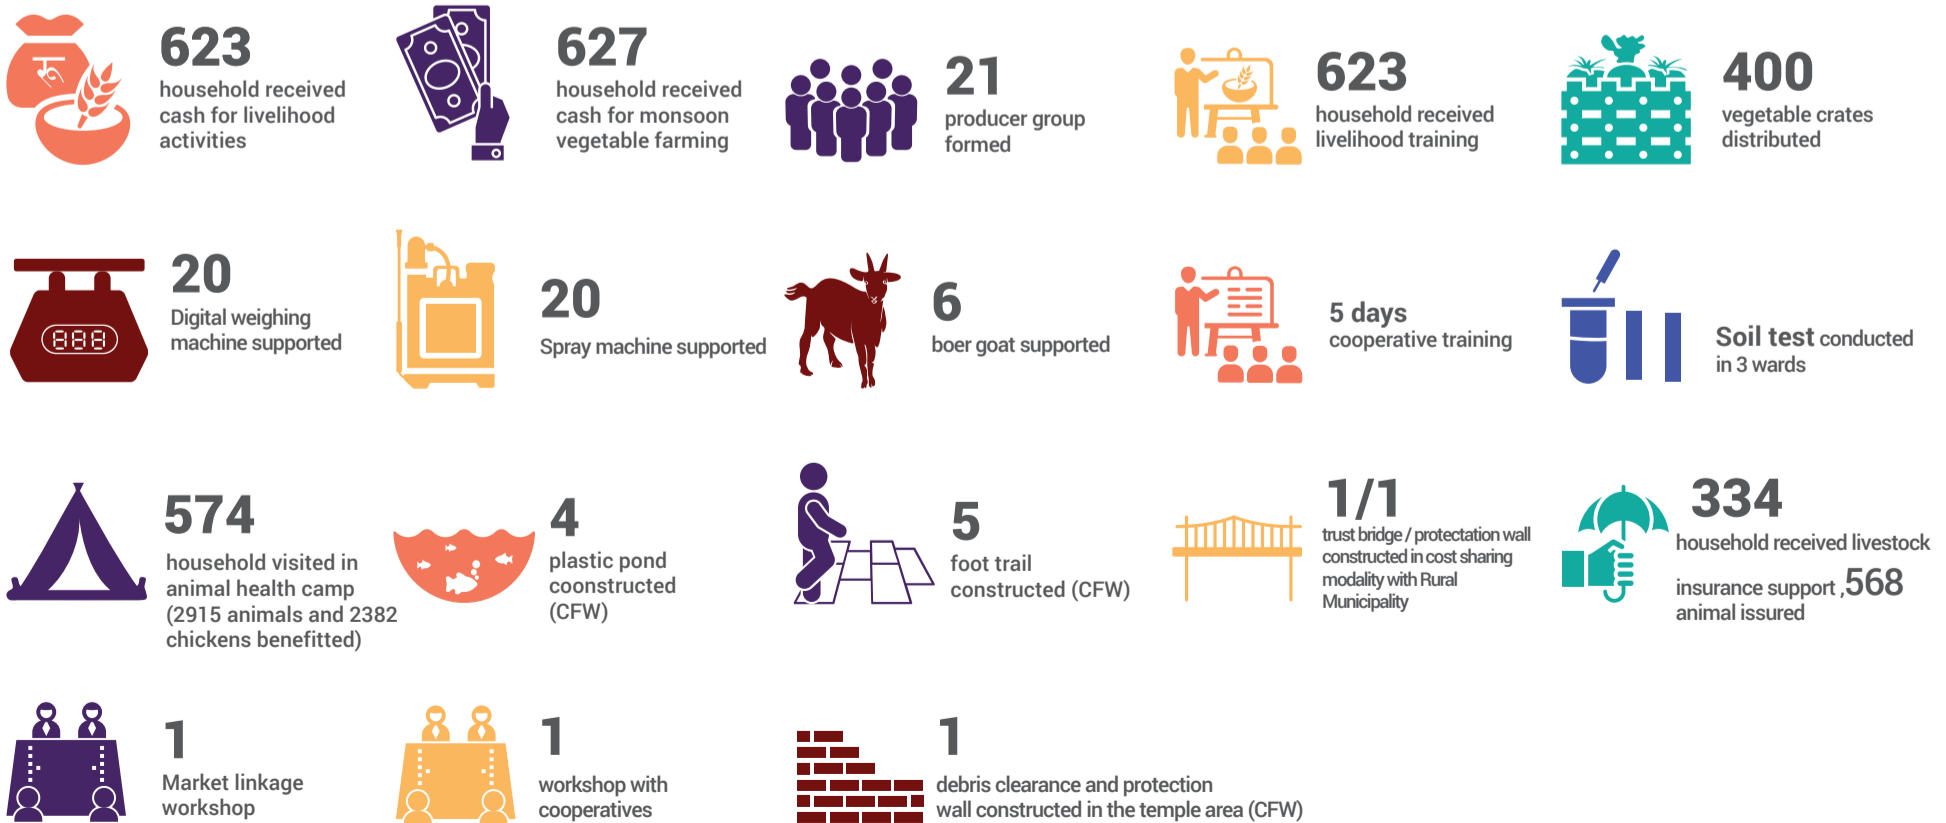 623
household received
cash for livelihood
activities
627
household received
cash for monsoon
vegetable farming
21
producer group
formed
623
household received
livelihood training
400
vegetable crates
distributed
20
Digital weighing
machine supported
20
Spray machine supported
6
boer goat supported
5 days
cooperative training
Soil test conducted
in 3 wards
574
household visited in
animal health camp
(2915 animals and 2382
chickens benefitted)
4
plastic pond
coonstructed
(CFW)
5
foot trail
constructed (CFW)
1/1
trust bridge / protectation wall
constructed in cost sharing
modality with Rural
Municipality
334
household received livestock
insurance support ,568
animal issured
1
Market linkage
workshop
1
workshop with
cooperatives
1
debris clearance and protection
wall constructed in the temple area (CFW)